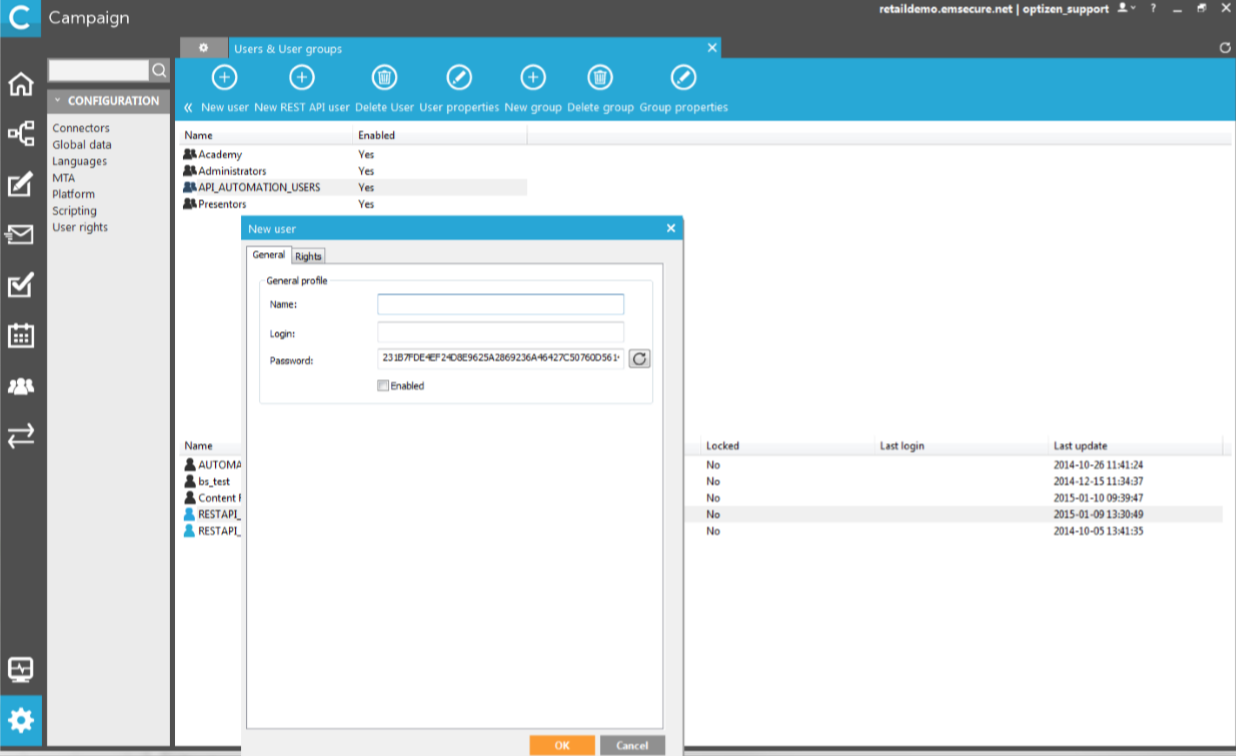 Campaign
retaildemo.emsecure.net | optizen_support
?
Users & User groups
« New user New REST API user Delete User User properties New group Delete group Group properties
CONFIGURATION
Connectors
Global data
Languages
MTA
Platform
Scripting
User rights
Name Enabled
Academy Yes
Administrators Yes
API_AUTOMATION_USERS Yes
Presentors Yes
New user
General Rights
General profile
Name:
Login:
Password: 231B7FDE4EF24D8E9625A2869236A46427C50760D561
Enabled
Name Locked Last login Last update
AUTOMA No 2014-10-26 11:41:24
bs_test No 2014-12-15 11:34:37
Content No 2015-01-10 09:39:47
RESTAPI_ No 2015-01-09 13:30:49
RESTAPI_ No 2014-10-05 13:41:35
OK Cancel